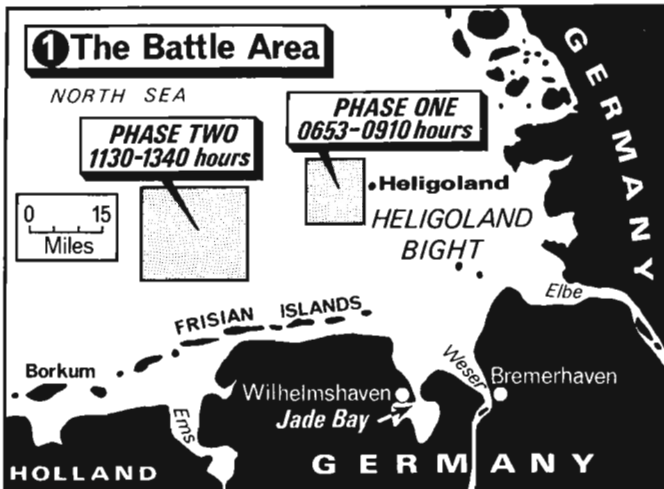 1 The Battle Area
NORTH SEA
PHASE ONE
0653-0910 hours
PHASE TWO
1130-1340 hours
Heligoland
0 15
Miles
HELIGOLAND
BIGHT
GERMANY
Elbe
FRISIAN ISLANDS
Borkum
Weser
Wilhelmshaven
Bremerhaven
Jade Bay
Ems
HOLLAND
GERMANY